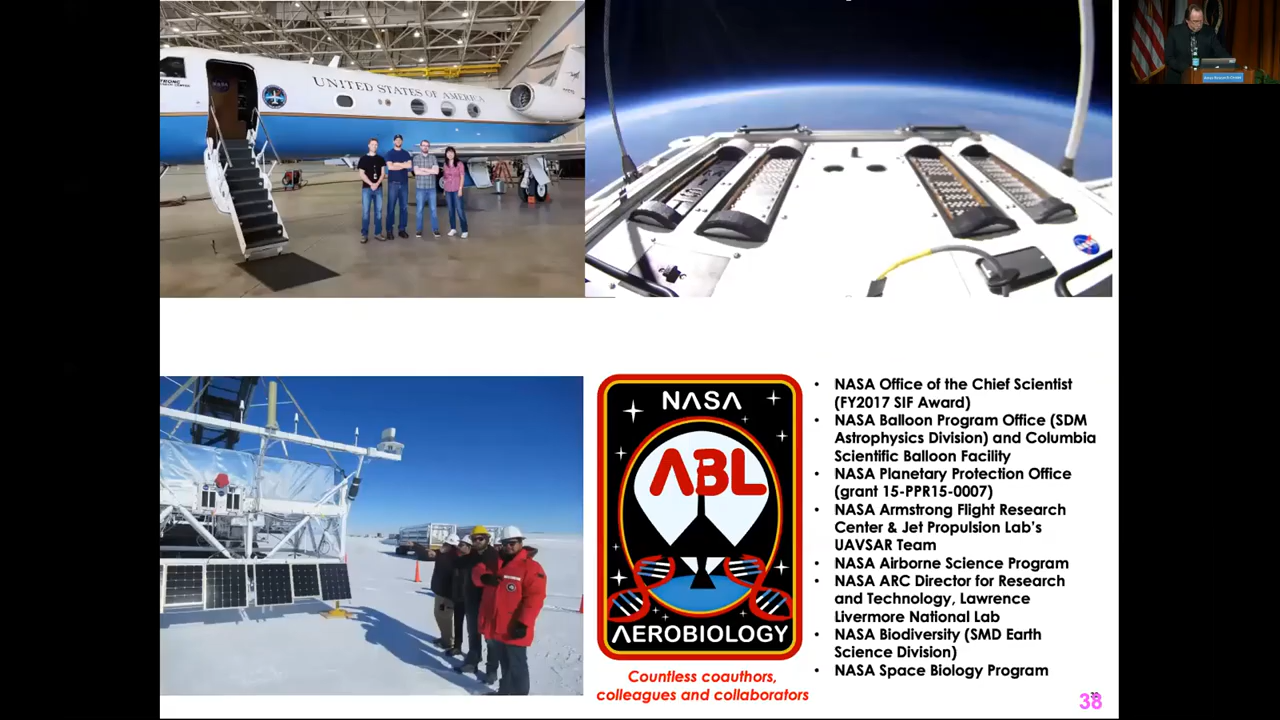 UNITED STATES OF AMERICA
NASA
ABL
AEROBIOLOGY
Countless coauthors,
colleagues and collaborators
• NASA Office of the Chief Scientist
(FY2017 SIF Award)
• NASA Balloon Program Office (SDM
Astrophysics Division) and Columbia
Scientific Balloon Facility
• NASA Planetary Protection Office
(grant 15-PPR15-0007)
• NASA Armstrong Flight Research
Center & Jet Propulsion Lab's
UAVSAR Team
• NASA Airborne Science Program
• NASA ARC Director for Research
and Technology, Lawrence
Livermore National Lab
• NASA Biodiversity (SMD Earth
Science Division)
• NASA Space Biology Program
38